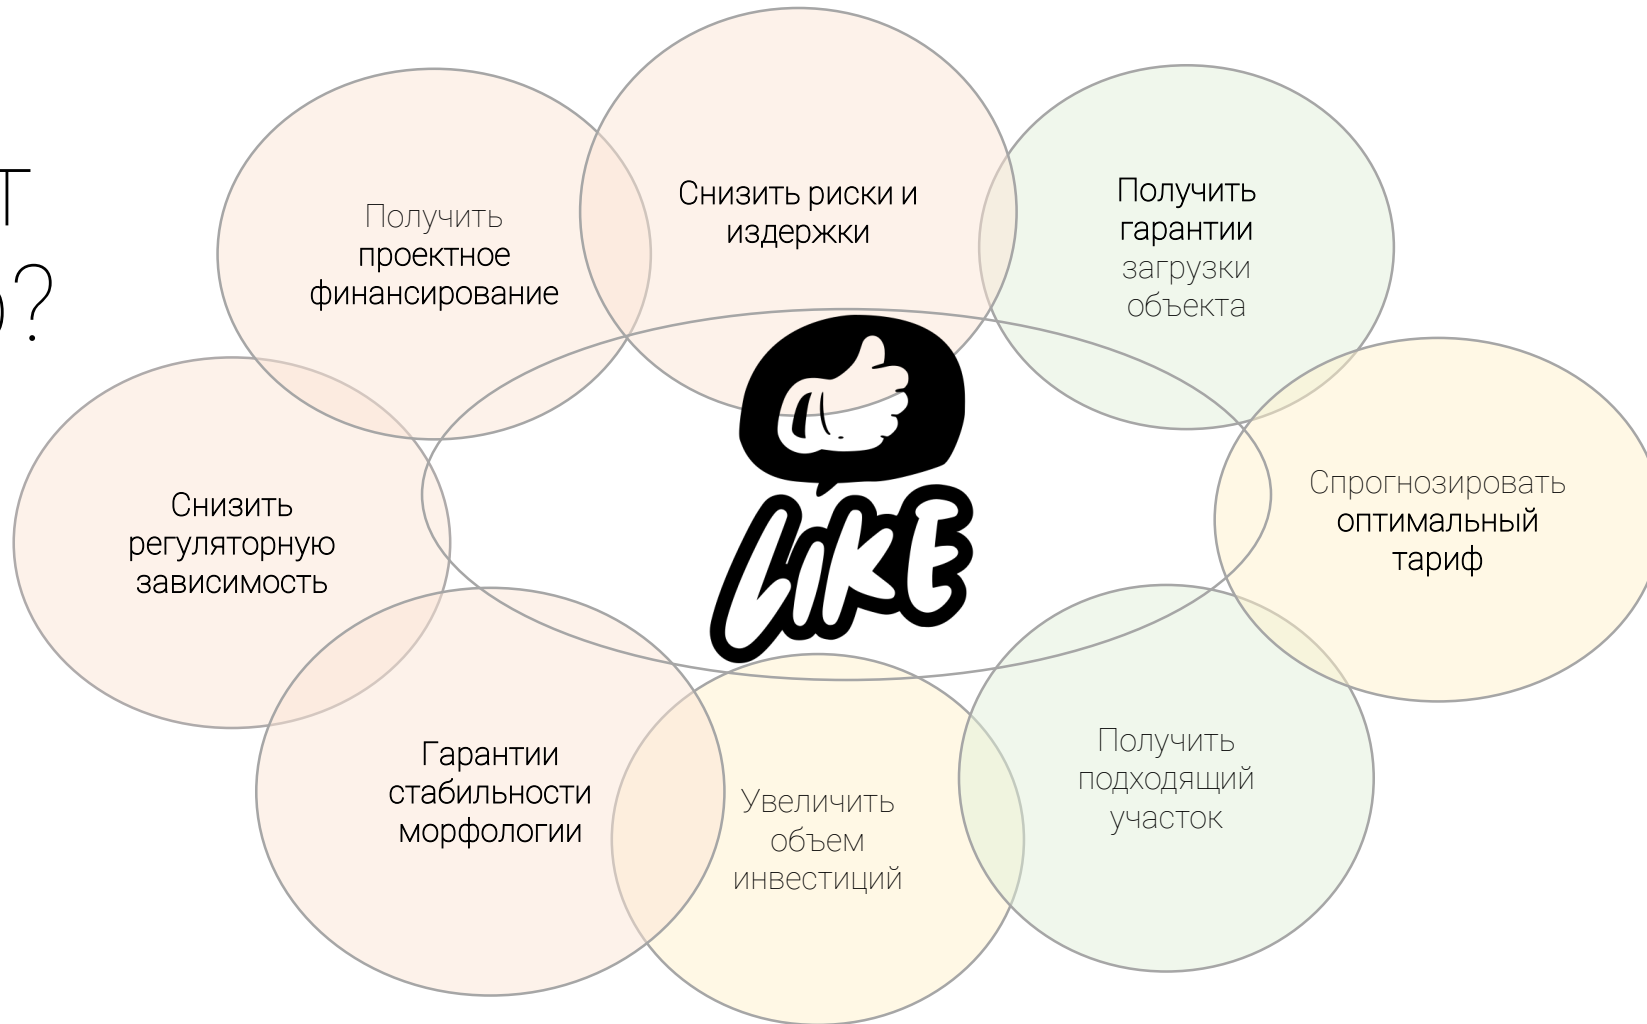 Получить
проектное
финансирование
Снизить риски и
издержки
Получить
гарантии
загрузки
объекта
Снизить
регуляторную
зависимость
LIKE
Спрогнозировать
оптимальный
тариф
Гарантии
стабильности
морфологии
Увеличить
объем
инвестиций
Получить
подходящий
участок